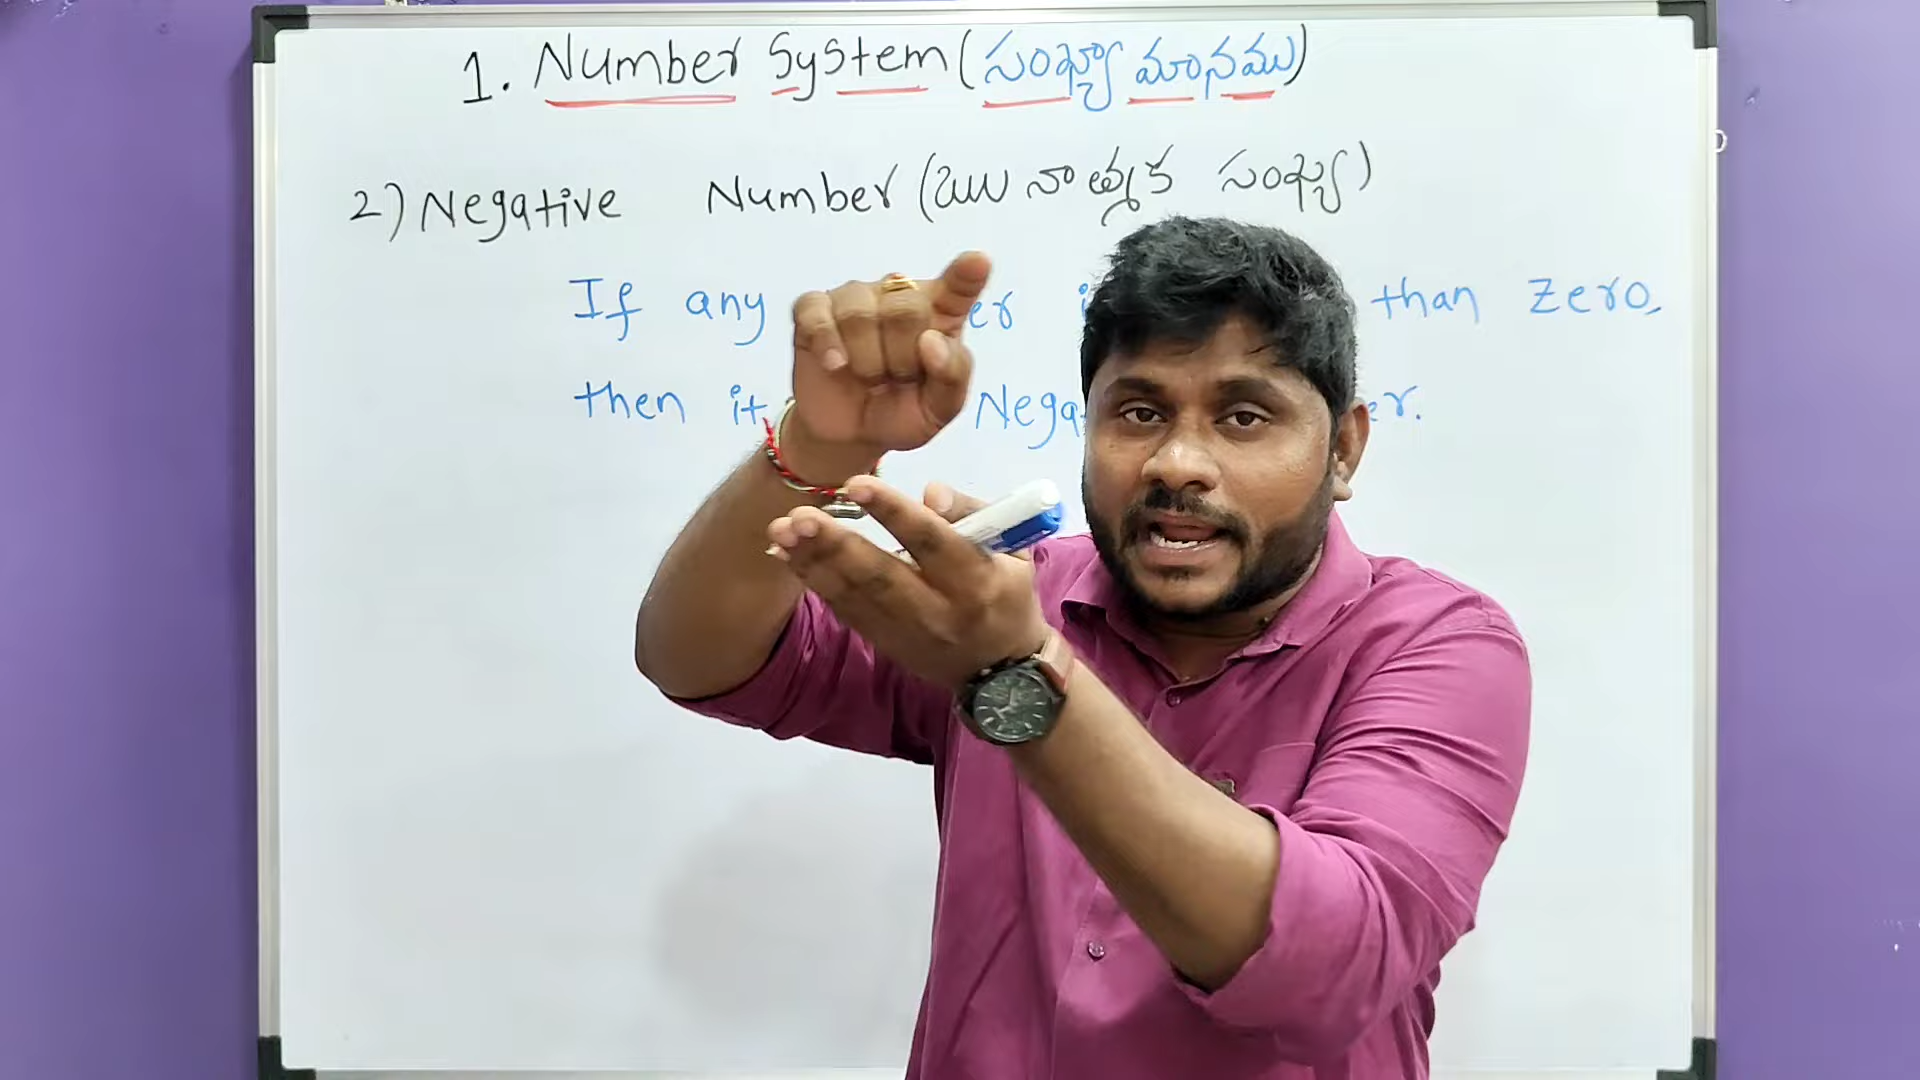 1. Number System (సంఖ్యా మానము)
2) Negative Number (ఋణాత్మక సంఖ్య)
If any than zero,
then it